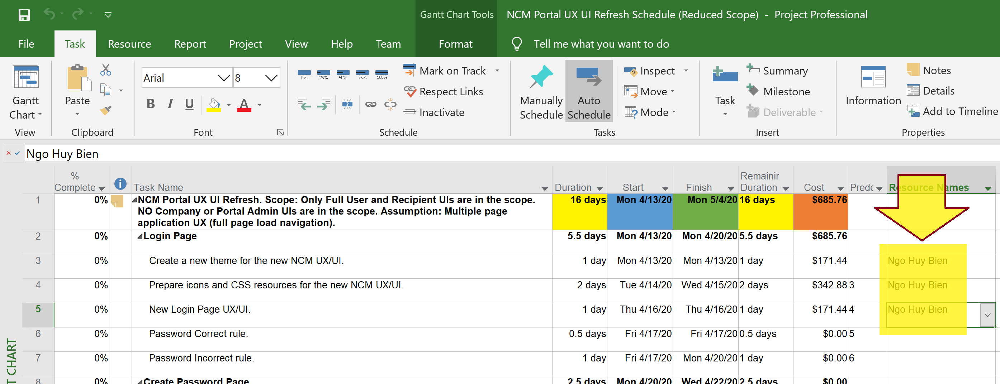 Gantt Chart Tools
NCM Portal UX UI Refresh Schedule (Reduced Scope) - Project Professional
File Task Resource Report Project View Help Team Format Tell me what you want to do
Gantt Chart
View
Paste
Clipboard
Arial 8
B I U A
Font
0% 25% 50% 75% 100%
Mark on Track
Respect Links
Inactivate
Schedule
Manually Schedule
Auto Schedule
Inspect
Move
Mode
Tasks
Task
Summary
Milestone
Deliverable
Insert
Information
Notes
Details
Add to Timeline
Properties
Ngo Huy Bien
% Complete Task Name Duration Start Finish Remainir Duration Cost Prede Resource Names
1 0% NCM Portal UX UI Refresh. Scope: Only Full User and Recipient UIs are in the scope. 16 days Mon 4/13/20 Mon 5/4/20 16 days $685.76
NO Company or Portal Admin UIs are in the scope. Assumption: Multiple page
application UX (full page load navigation).
2 0% Login Page 5.5 days Mon 4/13/20 Mon 4/20/20 5.5 days $685.76
3 0% Create a new theme for the new NCM UX/UI. 1 day Mon 4/13/20 Mon 4/13/20 1 day $171.44 Ngo Huy Bien
4 0% Prepare icons and CSS resources for the new NCM UX/UI. 2 days Tue 4/14/20 Wed 4/15/20 2 days $342.88 3 Ngo Huy Bien
5 0% New Login Page UX/UI. 1 day Thu 4/16/20 Thu 4/16/20 1 day $171.44 4 Ngo Huy Bien
6 0% Password Correct rule. 0.5 days Fri 4/17/20 Fri 4/17/20 0.5 days $0.00 5
7 0% Password Incorrect rule. 1 day Fri 4/17/20 Mon 4/20/20 1 day $0.00 6
8 0% Create Password Page 2.5 days Mon 4/20/20 Wed 4/22/20 2.5 days $0.00
T CHART